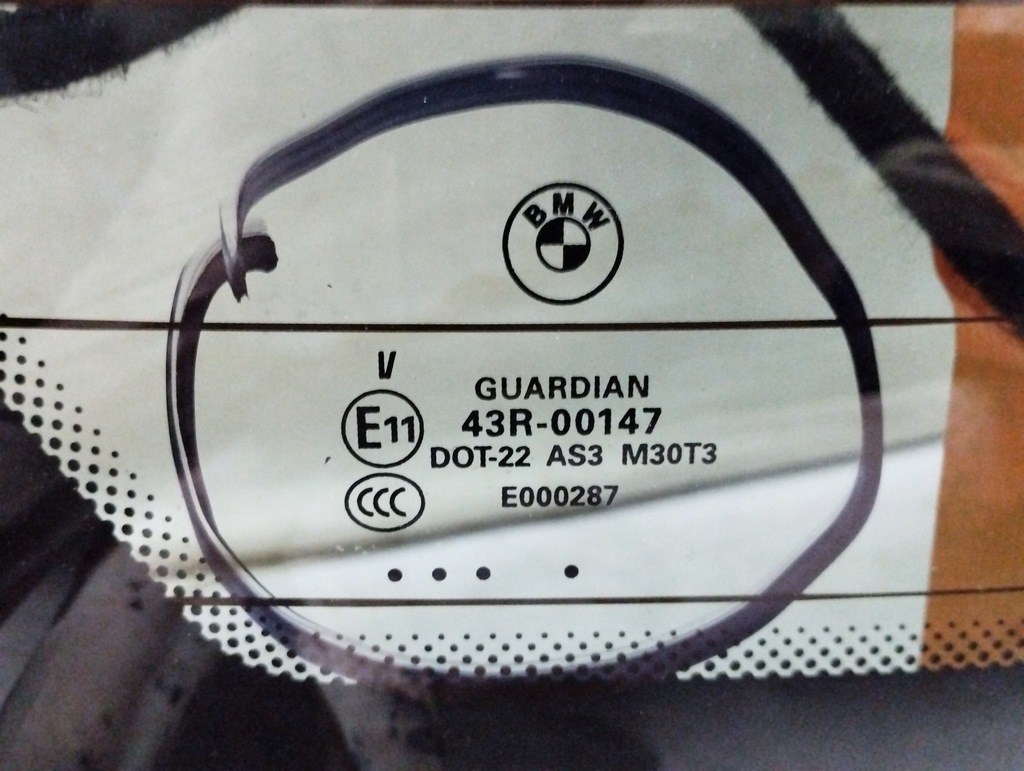 BMW
V
GUARDIAN
E11 43R-00147
DOT-22 AS3 M30T3
CCC E000287